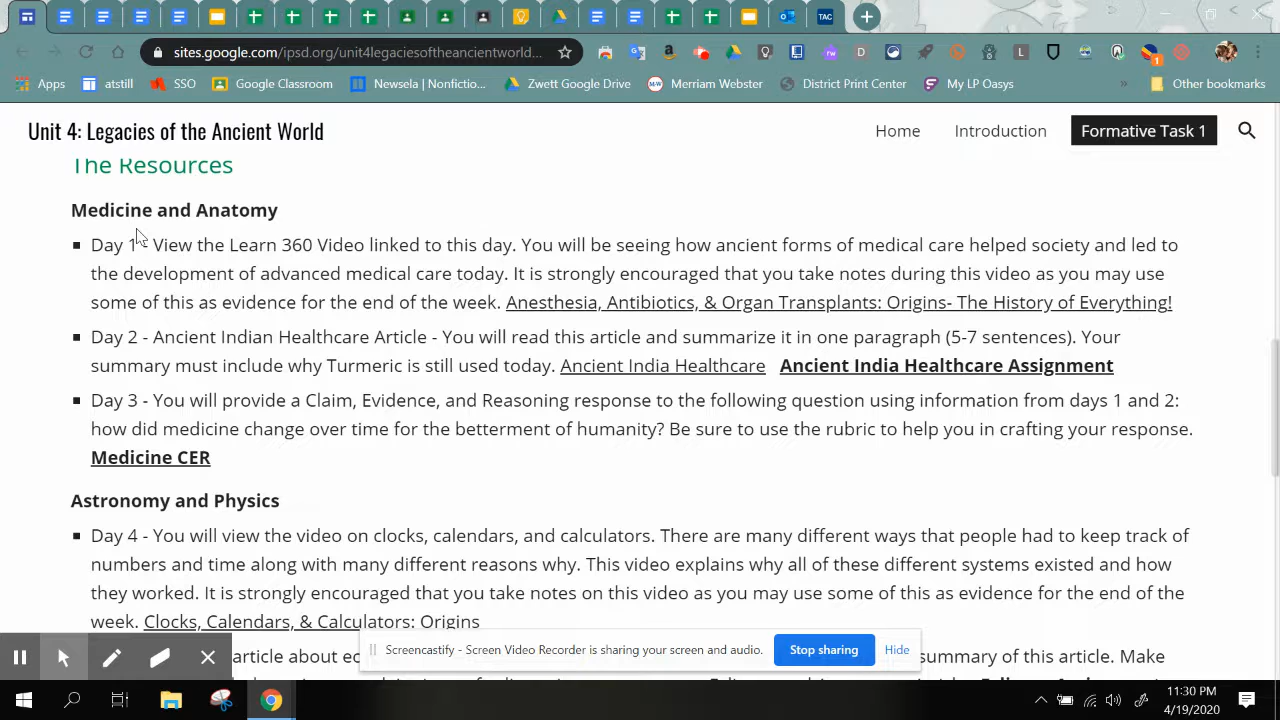 TAC
sites.google.com/ipsd.org/unit4legaciesoftheancientworld...
Apps atstill SSO Google Classroom Newsela | Nonfictio... Zwett Google Drive Merriam Webster District Print Center My LP Oasys » Other bookmarks
Unit 4: Legacies of the Ancient World Home Introduction Formative Task 1
The Resources
Medicine and Anatomy
Day 1 - View the Learn 360 Video linked to this day. You will be seeing how ancient forms of medical care helped society and led to
the development of advanced medical care today. It is strongly encouraged that you take notes during this video as you may use
some of this as evidence for the end of the week. Anesthesia, Antibiotics, & Organ Transplants: Origins- The History of Everything!
Day 2 - Ancient Indian Healthcare Article - You will read this article and summarize it in one paragraph (5-7 sentences). Your
summary must include why Turmeric is still used today. Ancient India Healthcare Ancient India Healthcare Assignment
Day 3 - You will provide a Claim, Evidence, and Reasoning response to the following question using information from days 1 and 2:
how did medicine change over time for the betterment of humanity? Be sure to use the rubric to help you in crafting your response.
Medicine CER
Astronomy and Physics
Day 4 - You will view the video on clocks, calendars, and calculators. There are many different ways that people had to keep track of
numbers and time along with many different reasons why. This video explains why all of these different systems existed and how
they worked. It is strongly encouraged that you take notes on this video as you may use some of this as evidence for the end of the
week. Clocks, Calendars, & Calculators: Origins
Screencastify - Screen Video Recorder is sharing your screen and audio. Stop sharing Hide
article about summary of this article. Make
11:30 PM
4/19/2020